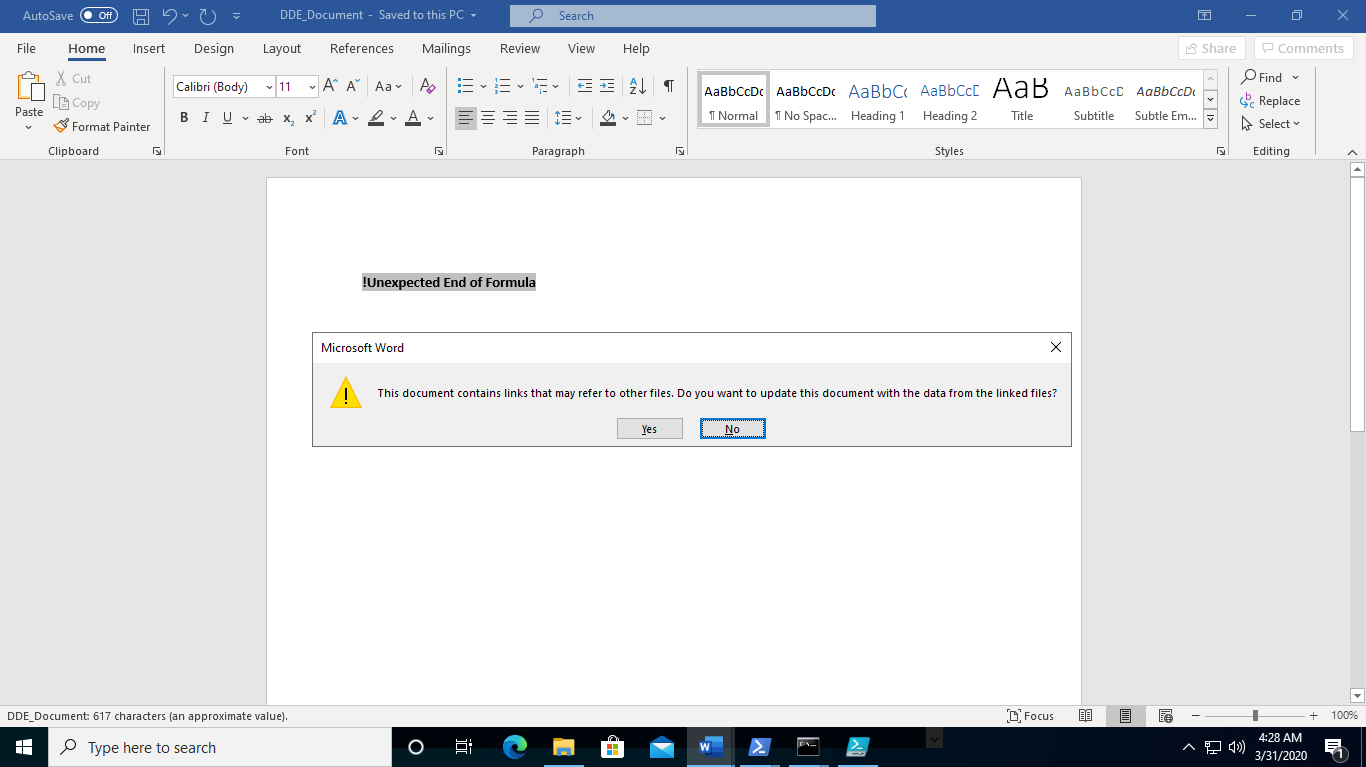 AutoSave Off DDE_Document - Saved to this PC Search
File Home Insert Design Layout References Mailings Review View Help Share Comments
Paste
Cut
Copy
Format Painter
Clipboard
Calibri (Body) 11 A A Aa A
B I U ab x2 x2 A A
Font
A Z
Paragraph
AaBbCcDc AaBbCcDc AaBbCc AaBbCcD AaB AaBbCcD AaBbCcDc
¶ Normal ¶ No Spac... Heading 1 Heading 2 Title Subtitle Subtle Em...
Styles
Find
Replace
Select
Editing
!Unexpected End of Formula
Microsoft Word
This document contains links that may refer to other files. Do you want to update this document with the data from the linked files?
Yes No
DDE_Document: 617 characters (an approximate value). Focus 100%
Type here to search 4:28 AM
3/31/2020
1